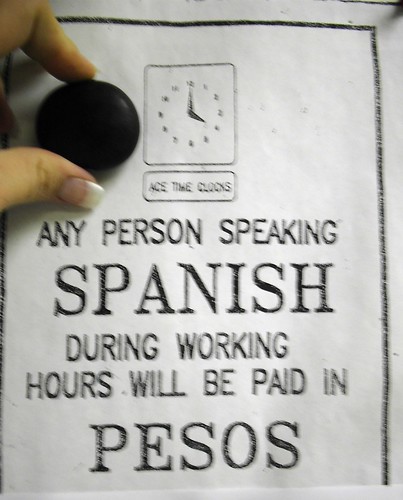 ACE TIME CLOCKS
ANY PERSON SPEAKING
SPANISH
DURING WORKING
HOURS WILL BE PAID IN
PESOS